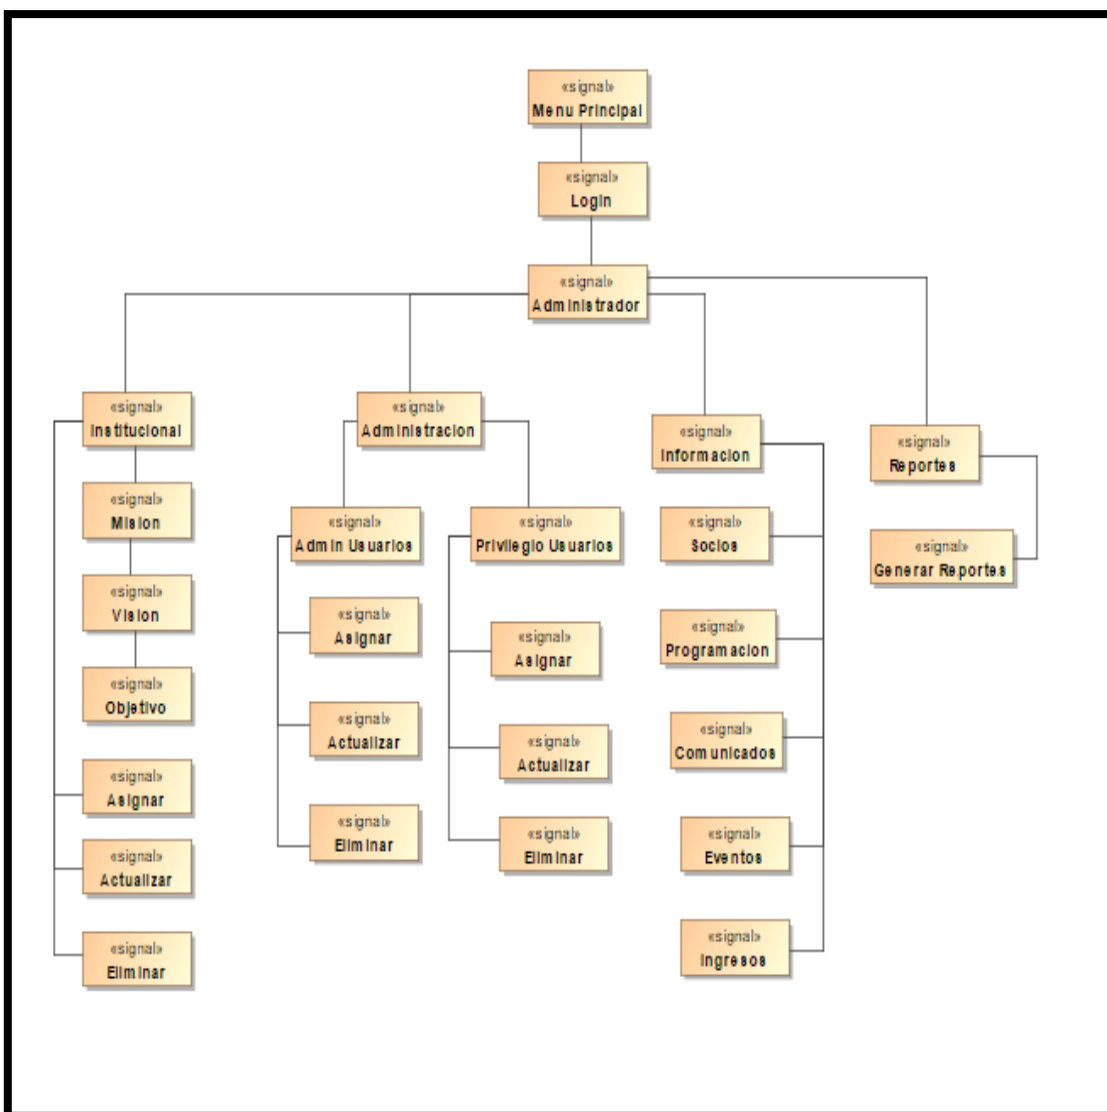 «signal»
Menu Principal
«signal»
Login
«signal»
Administrador
«signal»
Institucional
«signal»
Mision
«signal»
Vision
«signal»
Objetivo
«signal»
Asignar
«signal»
Actualizar
«signal»
Eliminar
«signal»
Administracion
«signal»
Admin Usuarios
«signal»
Asignar
«signal»
Actualizar
«signal»
Eliminar
«signal»
Privilegio Usuarios
«signal»
Asignar
«signal»
Actualizar
«signal»
Eliminar
«signal»
Informacion
«signal»
Socios
«signal»
Programacion
«signal»
Comunicados
«signal»
Eventos
«signal»
Ingresos
«signal»
Reportes
«signal»
Generar Reportes